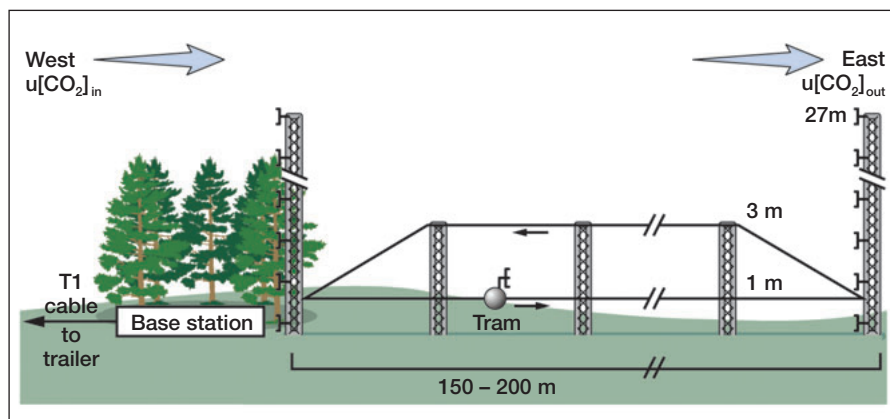 West
u[CO₂]in
East
u[CO₂]out
27m
3 m
1 m
T1
cable
to
trailer
Base station
Tram
150 – 200 m